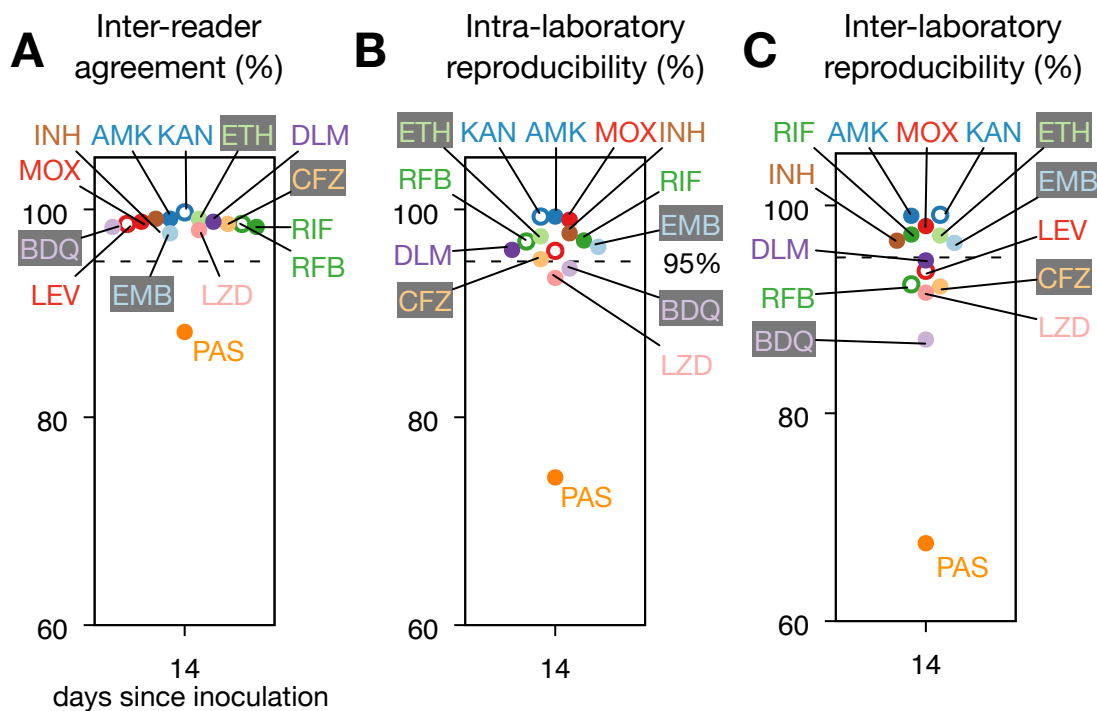 A
Inter-reader
agreement (%)
INH AMK KAN ETH DLM
MOX
CFZ
100
BDQ
RIF
RFB
LEV
EMB
LZD
PAS
80
60
14
days since inoculation
B
Intra-laboratory
reproducibility (%)
ETH KAN AMK MOX INH
RFB
RIF
100
EMB
DLM
95%
CFZ
BDQ
LZD
80
PAS
60
14
C
Inter-laboratory
reproducibility (%)
RIF AMK MOX KAN ETH
INH
EMB
100
LEV
DLM
CFZ
RFB
LZD
BDQ
80
PAS
60
14